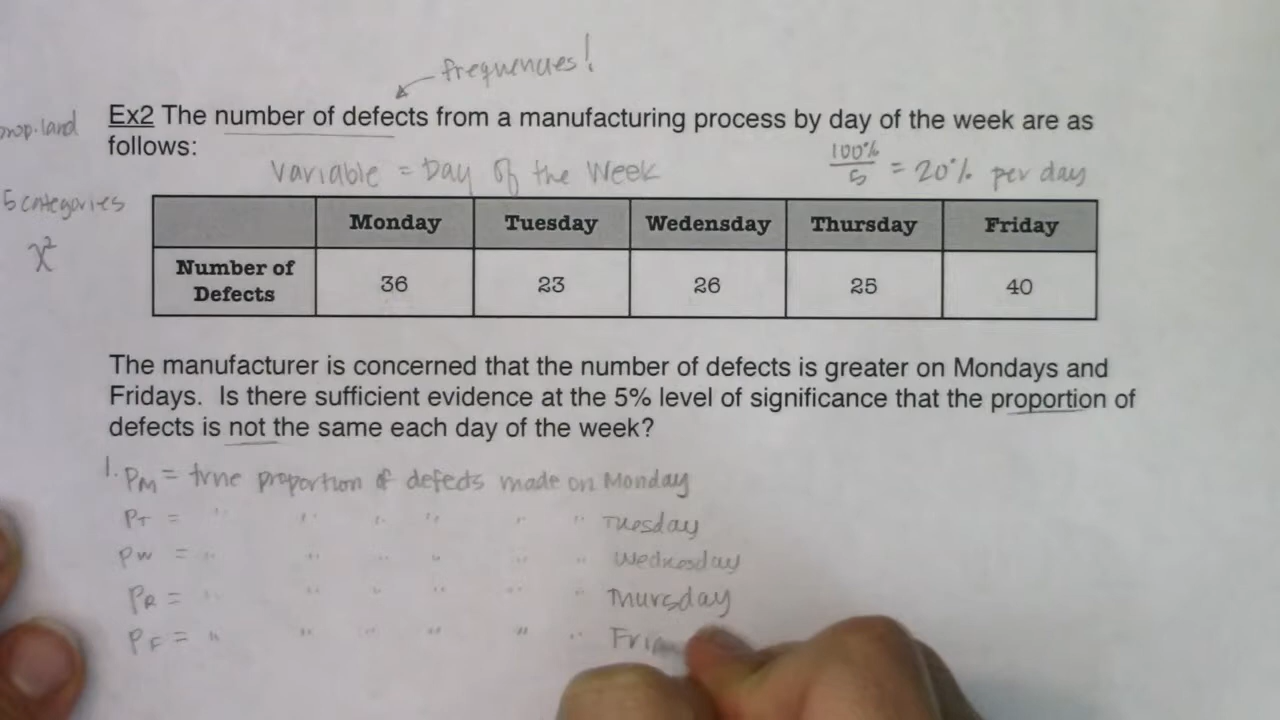 frequencies!
Ex2 The number of defects from a manufacturing process by day of the week are as
prop. land
follows:
Variable = Day of the Week
100%/5 = 20% per day
5 categories
χ²
Monday Tuesday Wedensday Thursday Friday
Number of Defects 36 23 26 25 40
The manufacturer is concerned that the number of defects is greater on Mondays and
Fridays. Is there sufficient evidence at the 5% level of significance that the proportion of
defects is not the same each day of the week?
1. PM = true proportion of defects made on Monday
PT = " " " " " " Tuesday
PW = " " " " " " Wednesday
PR = " " " " " " Thursday
PF = " " " " " "